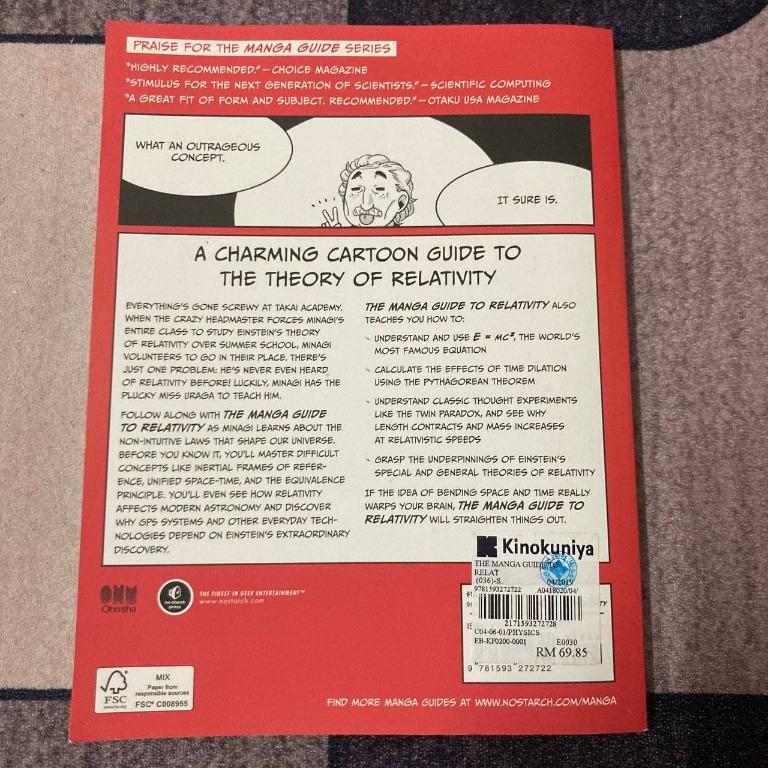 PRAISE FOR THE MANGA GUIDE SERIES
"HIGHLY RECOMMENDED." — CHOICE MAGAZINE
"STIMULUS FOR THE NEXT GENERATION OF SCIENTISTS." — SCIENTIFIC COMPUTING
"A GREAT FIT OF FORM AND SUBJECT. RECOMMENDED." — OTAKU USA MAGAZINE
WHAT AN OUTRAGEOUS
CONCEPT.
IT SURE IS.
A CHARMING CARTOON GUIDE TO
THE THEORY OF RELATIVITY
EVERYTHING'S GONE SCREWY AT TAKAI ACADEMY.
WHEN THE CRAZY HEADMASTER FORCES MINAGI'S
ENTIRE CLASS TO STUDY EINSTEIN'S THEORY
OF RELATIVITY OVER SUMMER SCHOOL, MINAGI
VOLUNTEERS TO GO IN THEIR PLACE. THERE'S
JUST ONE PROBLEM: HE'S NEVER EVEN HEARD
OF RELATIVITY BEFORE! LUCKILY, MINAGI HAS THE
PLUCKY MISS URAGA TO TEACH HIM.
FOLLOW ALONG WITH THE MANGA GUIDE
TO RELATIVITY AS MINAGI LEARNS ABOUT THE
NON-INTUITIVE LAWS THAT SHAPE OUR UNIVERSE.
BEFORE YOU KNOW IT, YOU'LL MASTER DIFFICULT
CONCEPTS LIKE INERTIAL FRAMES OF REFER-
ENCE, UNIFIED SPACE-TIME, AND THE EQUIVALENCE
PRINCIPLE. YOU'LL EVEN SEE HOW RELATIVITY
AFFECTS MODERN ASTRONOMY AND DISCOVER
WHY GPS SYSTEMS AND OTHER EVERYDAY TECH-
NOLOGIES DEPEND ON EINSTEIN'S EXTRAORDINARY
DISCOVERY.
THE MANGA GUIDE TO RELATIVITY ALSO
TEACHES YOU HOW TO:
UNDERSTAND AND USE E = MC², THE WORLD'S
MOST FAMOUS EQUATION
CALCULATE THE EFFECTS OF TIME DILATION
USING THE PYTHAGOREAN THEOREM
UNDERSTAND CLASSIC THOUGHT EXPERIMENTS
LIKE THE TWIN PARADOX, AND SEE WHY
LENGTH CONTRACTS AND MASS INCREASES
AT RELATIVISTIC SPEEDS
GRASP THE UNDERPINNINGS OF EINSTEIN'S
SPECIAL AND GENERAL THEORIES OF RELATIVITY
IF THE IDEA OF BENDING SPACE AND TIME REALLY
WARPS YOUR BRAIN, THE MANGA GUIDE TO
RELATIVITY WILL STRAIGHTEN THINGS OUT.
Kinokuniya
THE MANGA GUIDE TO
RELAT
(036)-S. 04/2019
9781593272722 A0418020/04/
2171593272728
C04-06-01/PHYSICS
EB-KF0200-0001 E0030
RM 69.85
9 781593 272722
OHM
Ohmsha
no starch
press
THE FINEST IN GEEK ENTERTAINMENT™
www.nostarch.com
FSC
www.fsc.org
MIX
Paper from
responsible sources
FSC® C008955
FIND MORE MANGA GUIDES AT WWW.NOSTARCH.COM/MANGA